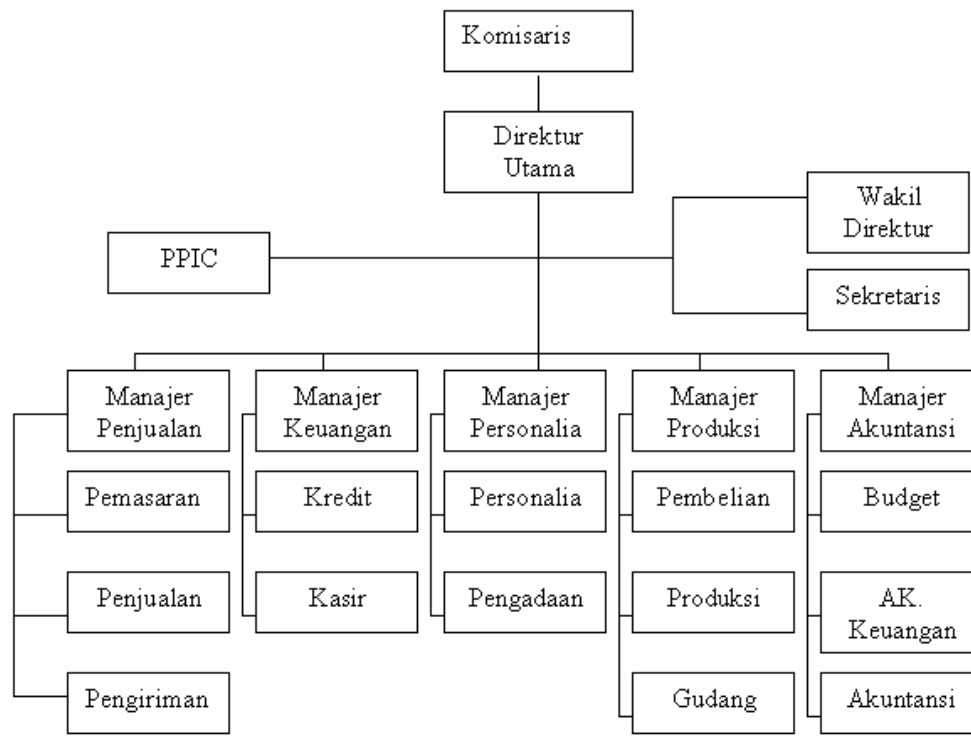 Komisaris
Direktur
Utama
Wakil
Direktur
PPIC
Sekretaris
Manajer
Penjualan
Manajer
Keuangan
Manajer
Personalia
Manajer
Produksi
Manajer
Akuntansi
Pemasaran
Kredit
Personalia
Pembelian
Budget
Penjualan
Kasir
Pengadaan
Produksi
AK.
Keuangan
Pengiriman
Gudang
Akuntansi